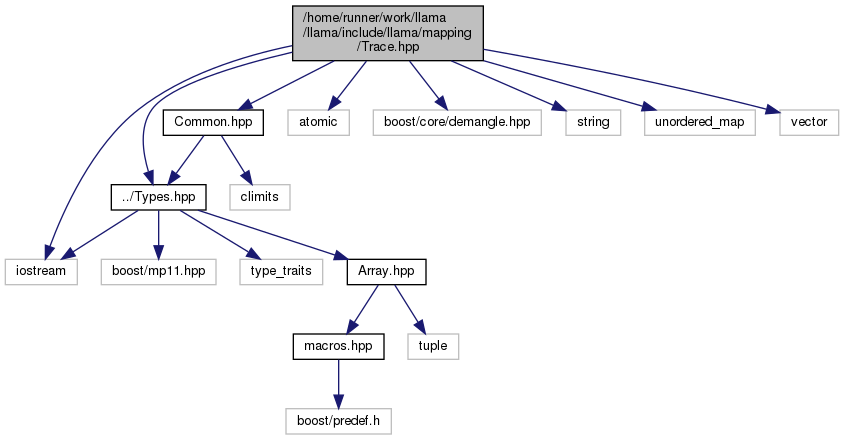 /home/runner/work/llama
/llama/include/llama/mapping
/Trace.hpp
Common.hpp
atomic
boost/core/demangle.hpp
string
unordered_map
vector
../Types.hpp
climits
iostream
boost/mp11.hpp
type_traits
Array.hpp
macros.hpp
tuple
boost/predef.h